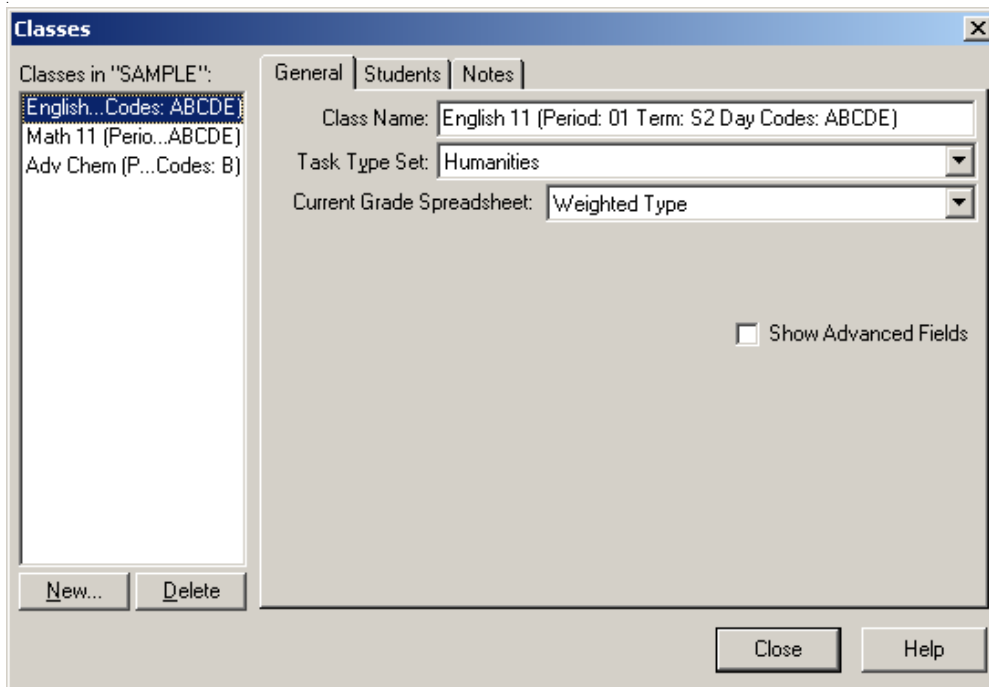 Classes
Classes in "SAMPLE":
English...Codes: ABCDE)
Math 11 (Perio...ABCDE)
Adv Chem (P...Codes: B)
New...
Delete
General
Students
Notes
Class Name: English 11 (Period: 01 Term: S2 Day Codes: ABCDE)
Task Type Set: Humanities
Current Grade Spreadsheet: Weighted Type
Show Advanced Fields
Close
Help